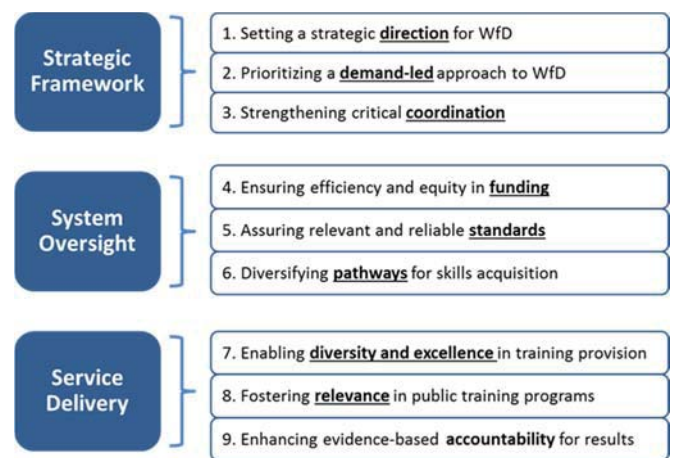 Strategic
Framework
1. Setting a strategic direction for WfD
2. Prioritizing a demand-led approach to WfD
3. Strengthening critical coordination
System
Oversight
4. Ensuring efficiency and equity in funding
5. Assuring relevant and reliable standards
6. Diversifying pathways for skills acquisition
Service
Delivery
7. Enabling diversity and excellence in training provision
8. Fostering relevance in public training programs
9. Enhancing evidence-based accountability for results